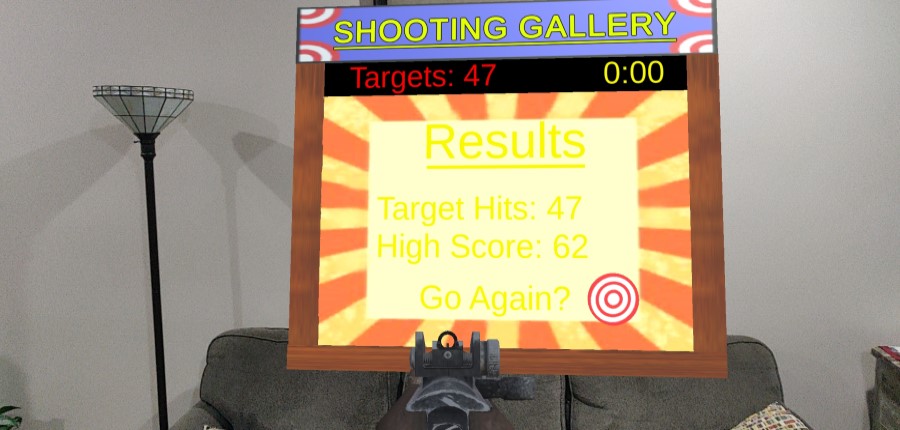 SHOOTING GALLERY
Targets: 47 0:00
Results
Target Hits: 47
High Score: 62
Go Again?